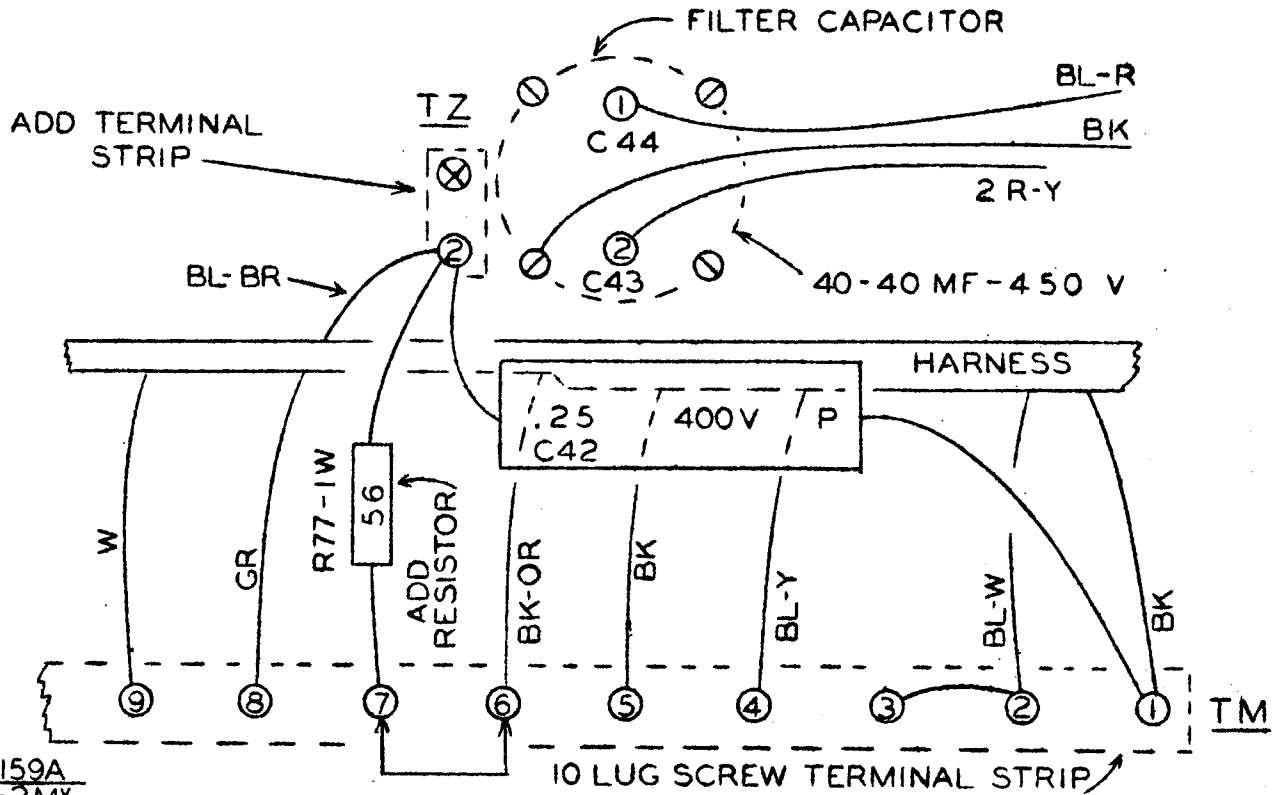 FILTER CAPACITOR
BL-R
BK
2 R-Y
ADD TERMINAL
STRIP
TZ
1
C44
2
2
C43
BL-BR
40-40 MF-450 V
HARNESS
.25 400V P
C42
W
GR
R77-1W
56
ADD
RESISTOR
BK-OR
BK
BL-Y
BL-W
BK
9 8 7 6 5 4 3 2 1
TM
10 LUG SCREW TERMINAL STRIP
159A